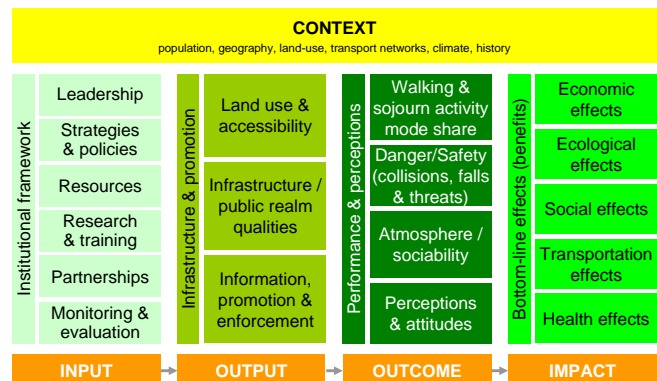 CONTEXT
population, geography, land-use, transport networks, climate, history
Institutional framework
Leadership
Strategies
& policies
Resources
Research
& training
Partnerships
Monitoring &
evaluation
Infrastructure & promotion
Land use &
accessibility
Infrastructure /
public realm
qualities
Information,
promotion &
enforcement
Performance & perceptions
Walking &
sojourn activity
mode share
Danger/Safety
(collisions, falls
& threats)
Atmosphere /
sociability
Perceptions
& attitudes
Bottom-line effects (benefits)
Economic
effects
Ecological
effects
Social effects
Transportation
effects
Health effects
INPUT
OUTPUT
OUTCOME
IMPACT